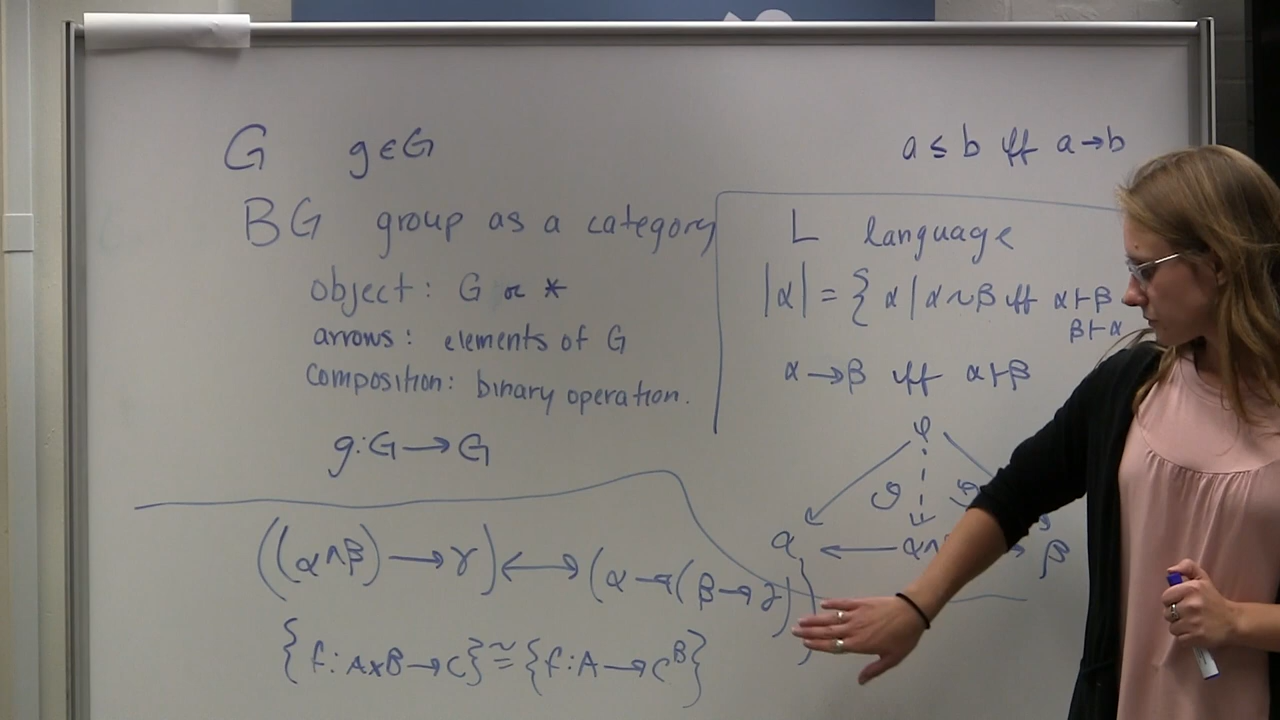 G g∈G
BG group as a category
object: G or *
arrows: elements of G
composition: binary operation.
g: G → G
a ≤ b iff a → b
L language
|α| = { α | α ~ β iff α ⊢ β
β ⊢ α
α → β iff α ⊢ β
φ
α ← α∧ → β
((α ∧ β) → γ) ↔ (α → (β → γ))
{f: A×B → C} ≅ {f: A → C^B}